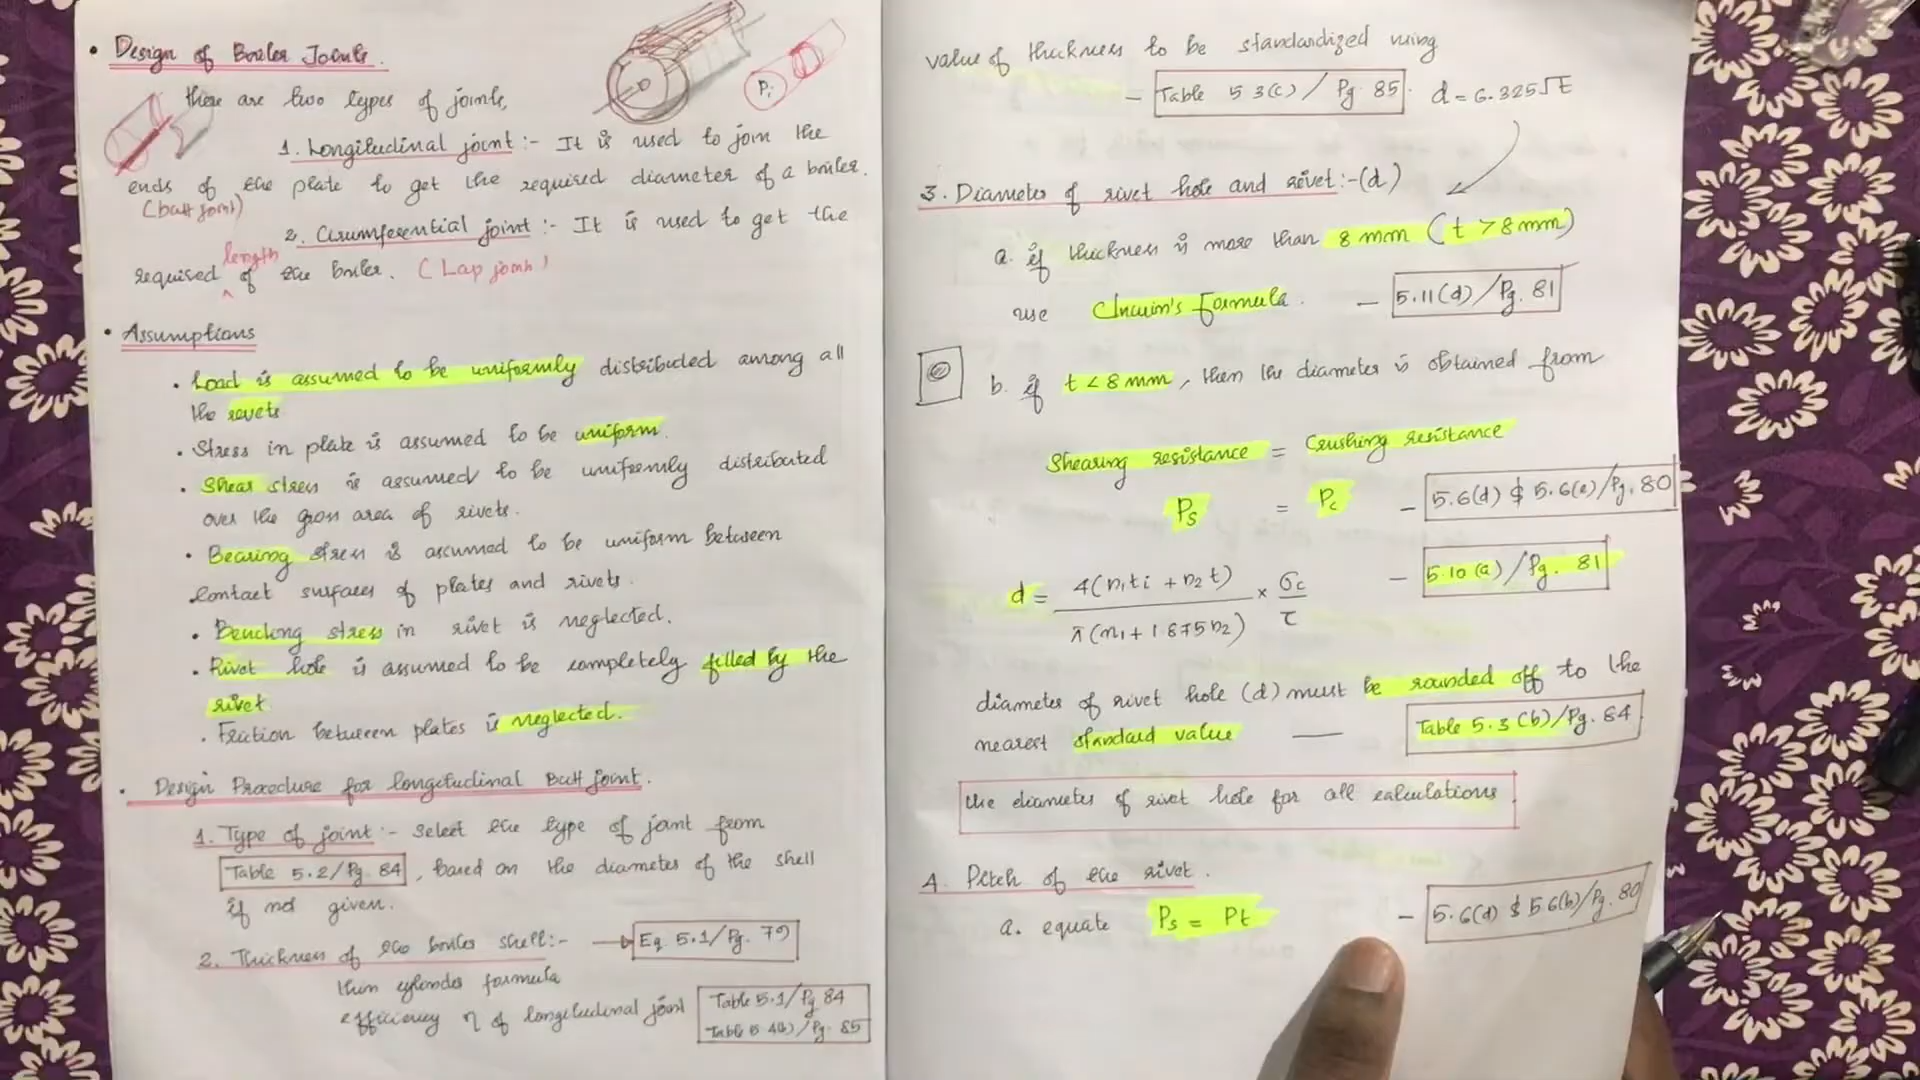 • Design of Boiler Joints.
there are two types of joints,
Pi
1. Longitudinal joint :- It is used to join the
ends of the plate to get the required diameter of a boiler.
(butt joint)
2. Circumferential joint :- It is used to get the
length
required ^ of the boiler. (Lap joint)
• Assumptions
• Load is assumed to be uniformly distributed among all
the rivets
• Stress in plate is assumed to be uniform.
• Shear stress is assumed to be uniformly distributed
over the gross area of rivets.
• Bearing stress is assumed to be uniform between
contact surfaces of plates and rivets.
• Bending stress in rivet is neglected.
• Rivet hole is assumed to be completely filled by the
rivet
• Friction between plates is neglected.
• Design Procedure for longitudinal Butt joint.
1. Type of joint :- Select the type of joint from
Table 5.2/Pg. 84, based on the diameter of the shell
if not given.
2. Thickness of the boiler shell:- → Eq. 5.1/Pg. 79
thin cylinder formula
efficiency η of longitudinal joint
Table 5.1/Pg 84
Table 5.4(b)/Pg. 85
value of thickness to be standardized using
- Table 5.3(c) / Pg. 85. d = 6.325√t
3. Diameter of rivet hole and rivet:-(d)
a. if thickness is more than 8 mm (t > 8 mm)
use Unwin's Formula. - 5.11(d)/Pg. 81
b. if t < 8 mm, then the diameter is obtained from
Shearing resistance = Crushing resistance
Ps = Pc - 5.6(d) & 5.6(e)/Pg. 80
d = 4(n1ti + n2t) / π(n1 + 1.875n2) × σc / τ - 5.10(a)/Pg. 81
diameter of rivet hole (d) must be rounded off to the
nearest standard value — Table 5.3(b)/Pg. 84
Use diameter of rivet hole for all calculations
4. Pitch of the rivet.
a. equate Ps = Pt - 5.6(d) & 5.6(b)/Pg. 80